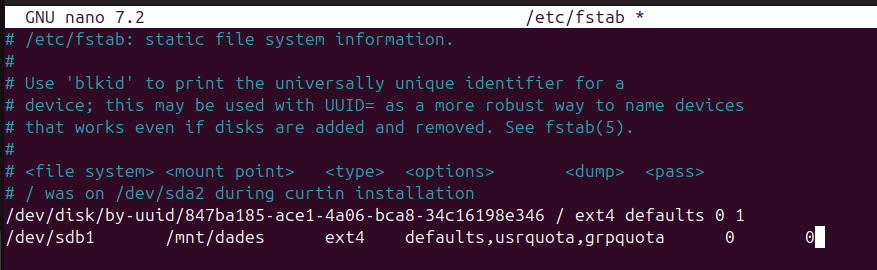 GNU nano 7.2 /etc/fstab *
# /etc/fstab: static file system information.
#
# Use 'blkid' to print the universally unique identifier for a
# device; this may be used with UUID= as a more robust way to name devices
# that works even if disks are added and removed. See fstab(5).
#
# <file system> <mount point>   <type>  <options>       <dump>  <pass>
# / was on /dev/sda2 during curtin installation
/dev/disk/by-uuid/847ba185-ace1-4a06-bca8-34c16198e346 / ext4 defaults 0 1
/dev/sdb1       /mnt/dades      ext4    defaults,usrquota,grpquota      0       0